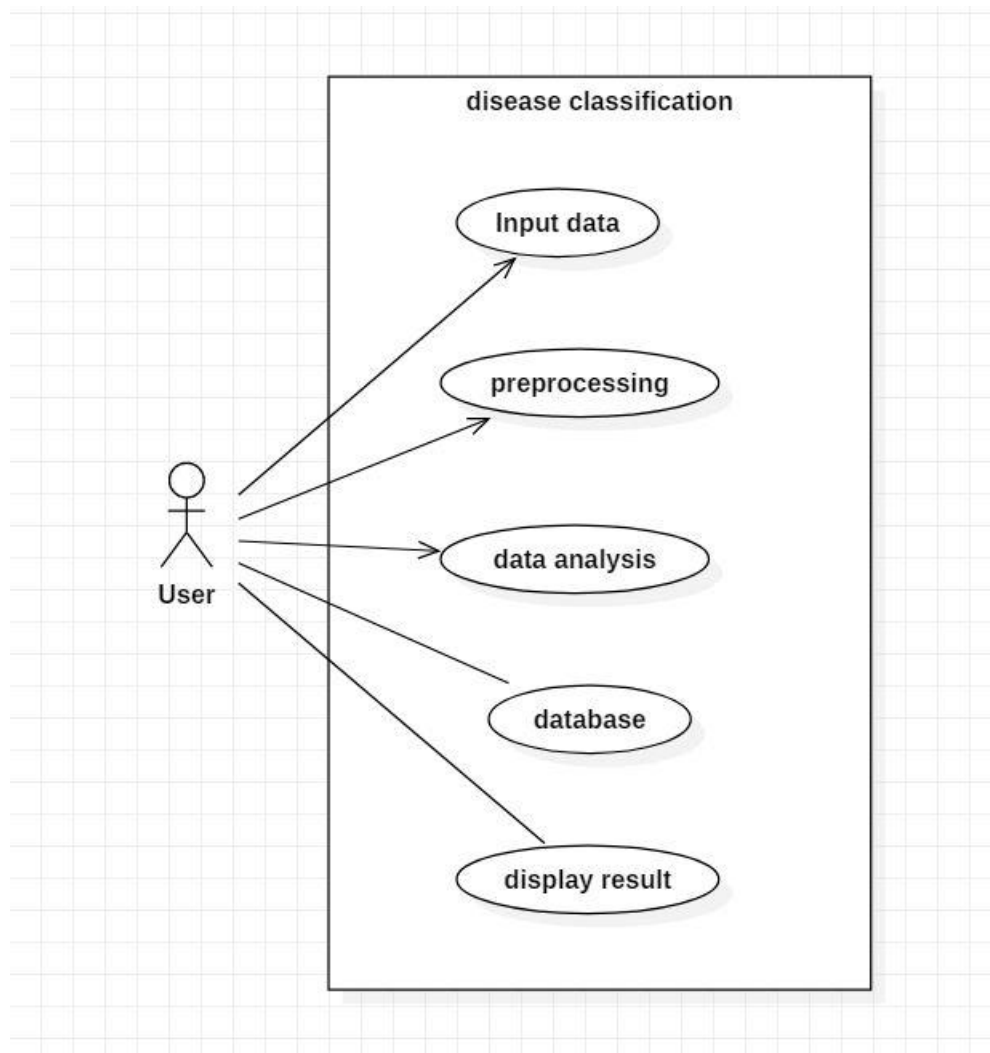 disease classification
Input data
preprocessing
data analysis
User
database
display result